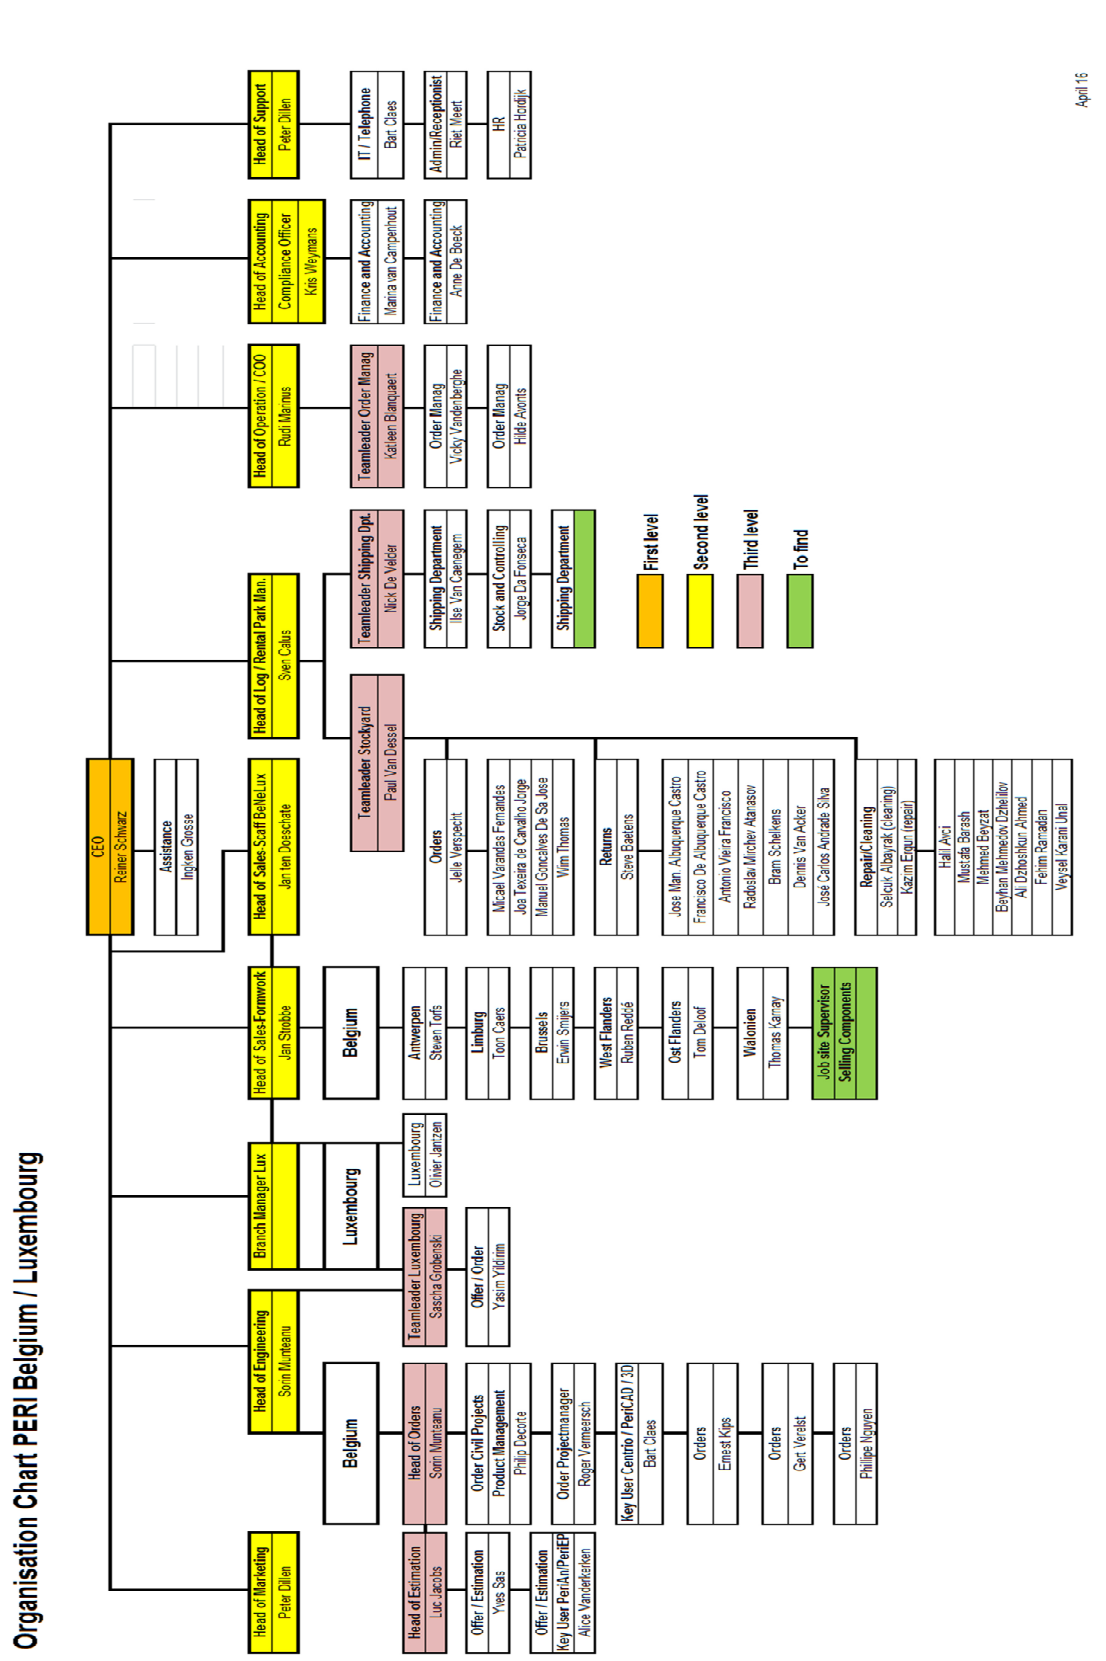 Organisation Chart PERI Belgium / Luxembourg
CEO
Reiner Schwarz
Assistance
Ingken Grosse
Head of Marketing
Peter Dillen
Head of Engineering
Sorin Munteanu
Branch Manager Lux
Head of Sales-Formwork
Jan Strobbe
Head of Sales-Scaff BeNeLux
Jan ten Doeschate
Head of Log / Rental Park Man.
Sven Calus
Head of Operation / COO
Rudi Marinus
Head of Accounting
Compliance Officer
Kris Weymans
Head of Support
Peter Dillen
Belgium
Head of Estimation
Luc Jacobs
Offer / Estimation
Yves Sas
Offer / Estimation
Key User PeriAn/PeriEP
Alice Vanderkerken
Head of Orders
Sorin Munteanu
Order Civil Projects
Product Management
Philip Decorte
Order Projectmanager
Roger Vermeersch
Key User Centrio / PeriCAD / 3D
Bart Claes
Orders
Ernest Kips
Orders
Gert Verelst
Orders
Phillipe Nguyen
Luxembourg
Teamleader Luxembourg
Sascha Grobenski
Offer / Order
Yasim Yildirim
Luxembourg
Olivier Jantzen
Belgium
Antwerpen
Steven Torfs
Limburg
Toon Caers
Brussels
Erwin Smijers
West Flanders
Ruben Reddé
Ost Flanders
Tom Deloof
Walonien
Thomas Karnay
Job site Supervisor
Selling Components
Teamleader Stockyard
Paul Van Dessel
Orders
Jelle Verspecht
Micael Varandas Fernandes
Joa Texeira de Carvalho Jorge
Manuel Goncalves De Sa Jose
Wim Thomas
Returns
Steve Baetens
Jose Man. Albuquerque Castro
Francisco De Albuquerque Castro
Antonio Vieira Francisco
Radoslav Mirchev Atanasov
Bram Schelkens
Dennis Van Acker
José Carlos Andrade Silva
Repair/Cleaning
Selcuk Albayrak (cleaning)
Kazim Ergun (repair)
Halil Avci
Mustafa Barash
Mehmed Beyzat
Beyhan Mehmedov Dzhelilov
Ali Dzhoshkun Ahmed
Fehim Ramadan
Veysel Karani Unal
Teamleader Shipping Dpt.
Nick De Velder
Shipping Department
Ilse Van Caenegem
Stock and Controlling
Jorge Da Fonseca
Shipping Department
Teamleader Order Manag
Katleen Blanquaert
Order Manag
Vicky Vandenberghe
Order Manag
Hilde Avonts
Finance and Accounting
Marina van Campenhout
Finance and Accounting
Anne De Boeck
IT / Telephone
Bart Claes
Admin/Receptionist
Riet Meert
HR
Patricia Hordijk
First level
Second level
Third level
To find
April 16